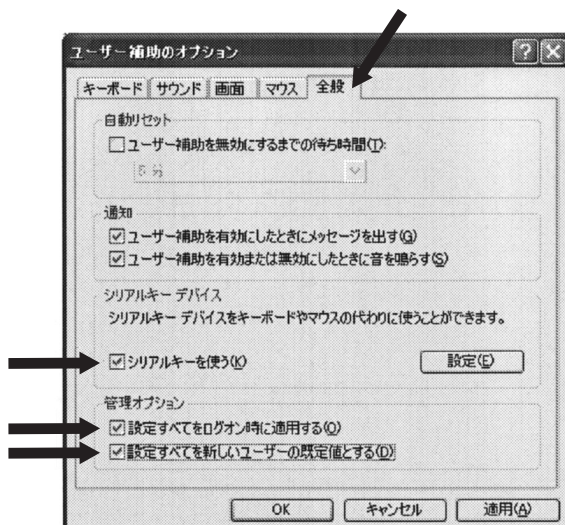 ユーザー補助のオプション
キーボード サウンド 画面 マウス 全般
自動リセット
ユーザー補助を無効にするまでの待ち時間(T):
5 分
通知
ユーザー補助を有効にしたときにメッセージを出す(G)
ユーザー補助を有効または無効にしたときに音を鳴らす(S)
シリアルキー デバイス
シリアルキー デバイスをキーボードやマウスの代わりに使うことができます。
シリアルキーを使う(K) 設定(E)
管理オプション
設定すべてをログオン時に適用する(O)
設定すべてを新しいユーザーの既定値とする(D)
OK キャンセル 適用(A)